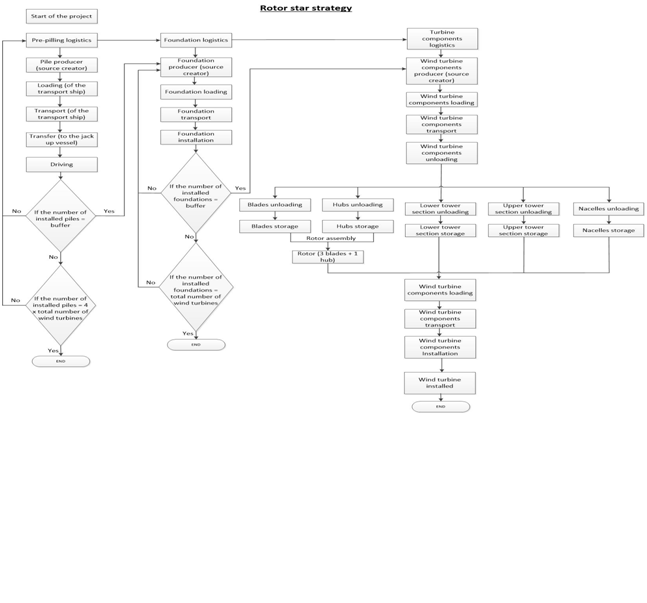 Rotor star strategy
Start of the project
Pre-pilling logistics
Pile producer
(source creator)
Loading (of the
transport ship)
Transport (of the
transport ship)
Transfer (to the jack
up vessel)
Driving
If the number of
installed piles =
buffer
No
Yes
No
If the number of
installed piles = 4
x total number of
wind turbines
No
Yes
END
Foundation logistics
Foundation
producer (source
creator)
Foundation loading
Foundation
transport
Foundation
installation
If the number of
installed foundations =
buffer
No
Yes
No
If the number of
installed
foundations =
total number of
wind turbines
No
Yes
END
Turbine
components
logistics
Wind turbine
components
producer (source
creator)
Wind turbine
components loading
Wind turbine
components
transport
Wind turbine
components
unloading
Blades unloading
Blades storage
Hubs unloading
Hubs storage
Rotor assembly
Rotor (3 blades + 1
hub)
Lower tower
section unloading
Lower tower
section storage
Upper tower
section unloading
Upper tower
section storage
Nacelles unloading
Nacelles storage
Wind turbine
components loading
Wind turbine
components
transport
Wind turbine
components
installation
Wind turbine
installed
END